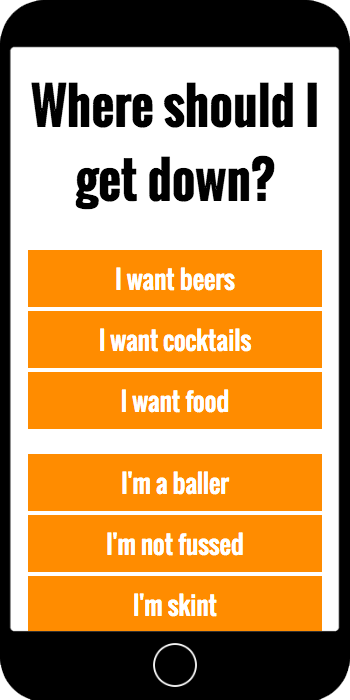 Where should I
get down?
I want beers
I want cocktails
I want food
I'm a baller
I'm not fussed
I'm skint